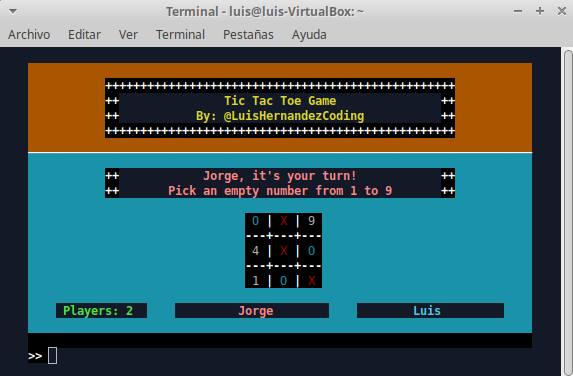 Terminal - luis@luis-VirtualBox: ~
Archivo Editar Ver Terminal Pestañas Ayuda
++++++++++++++++++++++++++++++++++++++++++++++++++
++ Tic Tac Toe Game ++
++ By: @LuisHernandezCoding ++
++++++++++++++++++++++++++++++++++++++++++++++++++
++ Jorge, it's your turn! ++
++ Pick an empty number from 1 to 9 ++
O | X | 9
---+---+---
4 | X | O
---+---+---
1 | O | X
Players: 2 Jorge Luis
>>